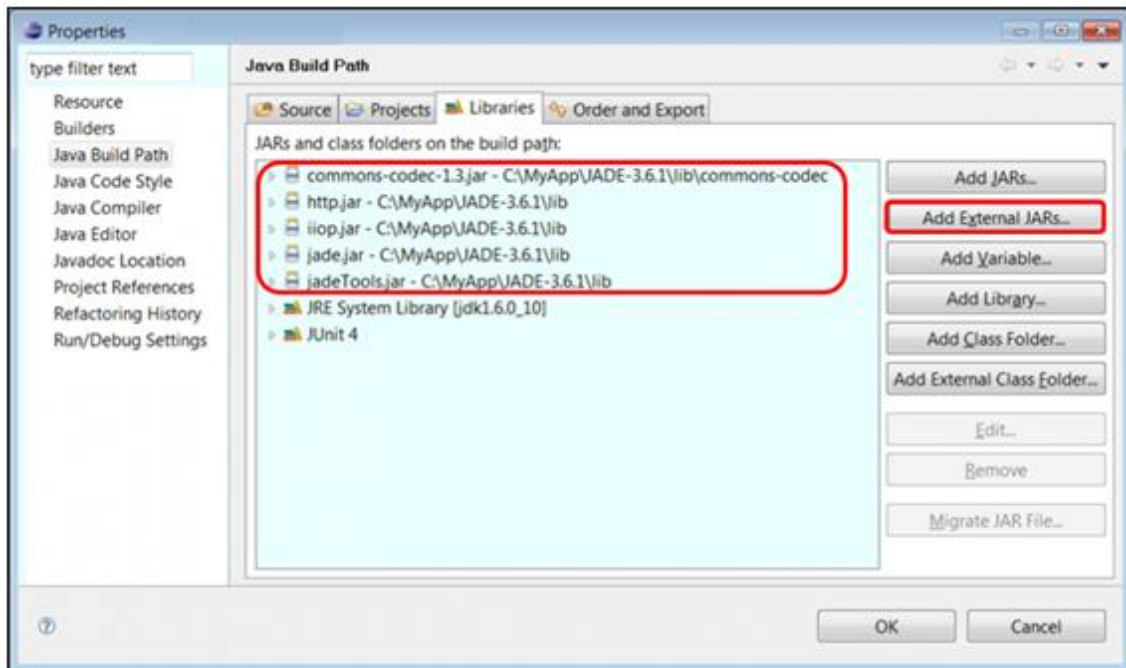 Properties
type filter text
Resource
Builders
Java Build Path
Java Code Style
Java Compiler
Java Editor
Javadoc Location
Project References
Refactoring History
Run/Debug Settings
Java Build Path
Source Projects Libraries Order and Export
JARs and class folders on the build path:
commons-codec-1.3.jar - C:\MyApp\JADE-3.6.1\lib\commons-codec
http.jar - C:\MyApp\JADE-3.6.1\lib
iiop.jar - C:\MyApp\JADE-3.6.1\lib
jade.jar - C:\MyApp\JADE-3.6.1\lib
jadeTools.jar - C:\MyApp\JADE-3.6.1\lib
JRE System Library [jdk1.6.0_10]
JUnit 4
Add JARs...
Add External JARs...
Add Variable...
Add Library...
Add Class Folder...
Add External Class Folder...
Edit...
Remove
Migrate JAR File...
OK Cancel